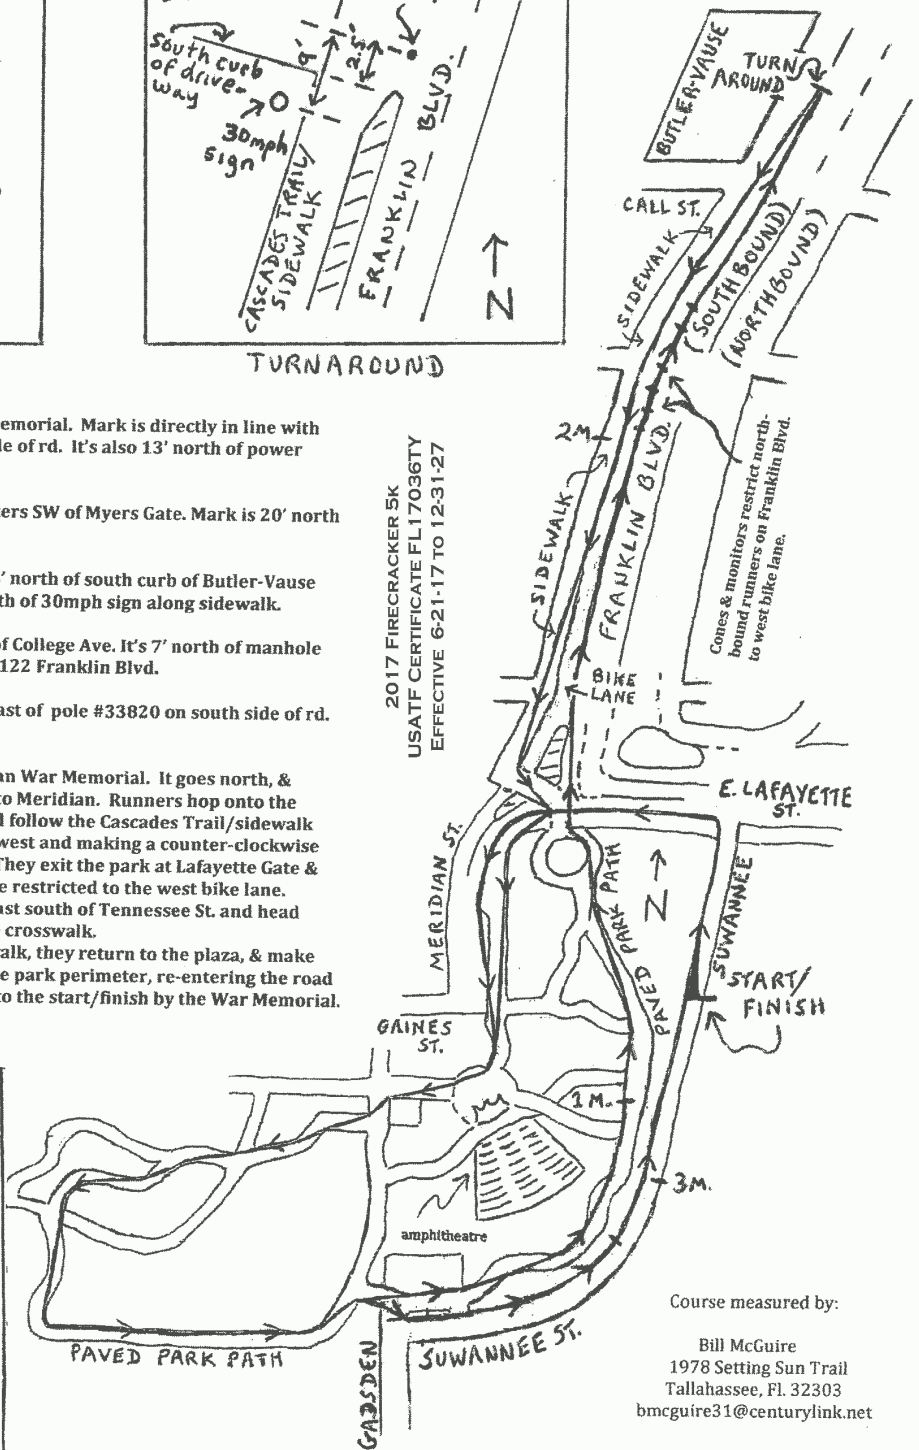 south curb
of drive-
way
30mph
sign
9'
2.5'
CASCADES TRAIL/
SIDEWALK
FRANKLIN BLVD.
N
TURNAROUND
emorial. Mark is directly in line with
le of rd. It's also 13' north of power
ters SW of Myers Gate. Mark is 20' north
' north of south curb of Butler-Vause
th of 30mph sign along sidewalk.
of College Ave. It's 7' north of manhole
122 Franklin Blvd.
ast of pole #33820 on south side of rd.
an War Memorial. It goes north, &
to Meridian. Runners hop onto the
d follow the Cascades Trail/sidewalk
west and making a counter-clockwise
They exit the park at Lafayette Gate &
e restricted to the west bike lane.
ust south of Tennessee St. and head
crosswalk.
alk, they return to the plaza, & make
e park perimeter, re-entering the road
to the start/finish by the War Memorial.
2017 FIRECRACKER 5K
USATF CERTIFICATE FL17036TY
EFFECTIVE 6-21-17 TO 12-31-27
BUTLER-VAUSE
TURN
AROUND
CALL ST.
SIDEWALK
(SOUTHBOUND)
(NORTHBOUND)
2M.
SIDEWALK
FRANKLIN BLVD.
Cones & monitors restrict north-
bound runners on Franklin Blvd.
to west bike lane.
BIKE
LANE
E. LAFAYETTE
ST.
MERIDIAN ST.
PAVED PARK PATH
N
SUWANNEE
START/
FINISH
GAINES
ST.
1 M.
3M.
amphitheatre
PAVED PARK PATH
GADSDEN
SUWANNEE ST.
Course measured by:
Bill McGuire
1978 Setting Sun Trail
Tallahassee, Fl. 32303
bmcguire31@centurylink.net